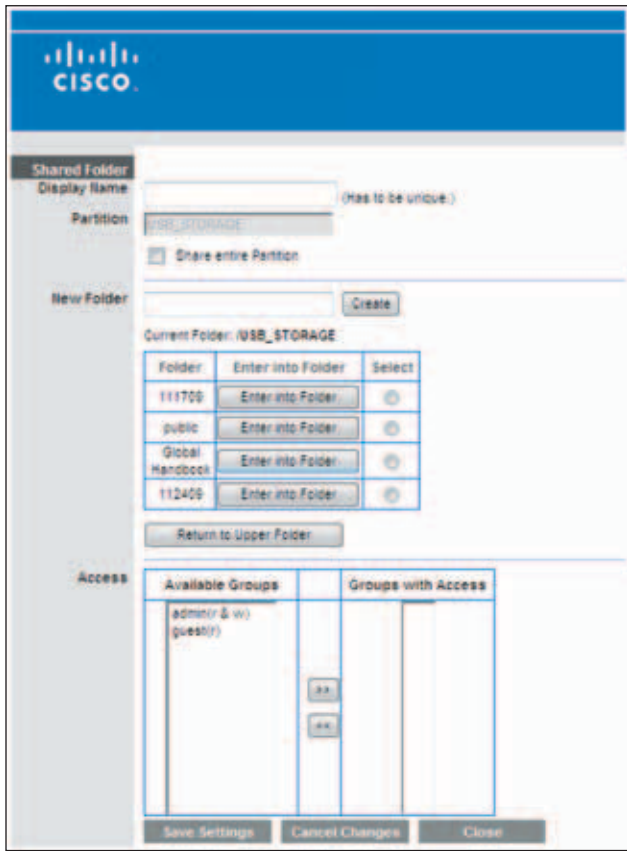 CISCO.
Shared Folder
Display Name (Has to be unique.)
Partition USB_STORAGE
Share entire Partition
New Folder Create
Current Folder: /USB_STORAGE
Folder Enter into Folder Select
111709 Enter into Folder
public Enter into Folder
Global Handbook Enter into Folder
112409 Enter into Folder
Return to Upper Folder
Access Available Groups Groups with Access
admin(r & w)
guest(r)
>>
<<
Save Settings Cancel Changes Close